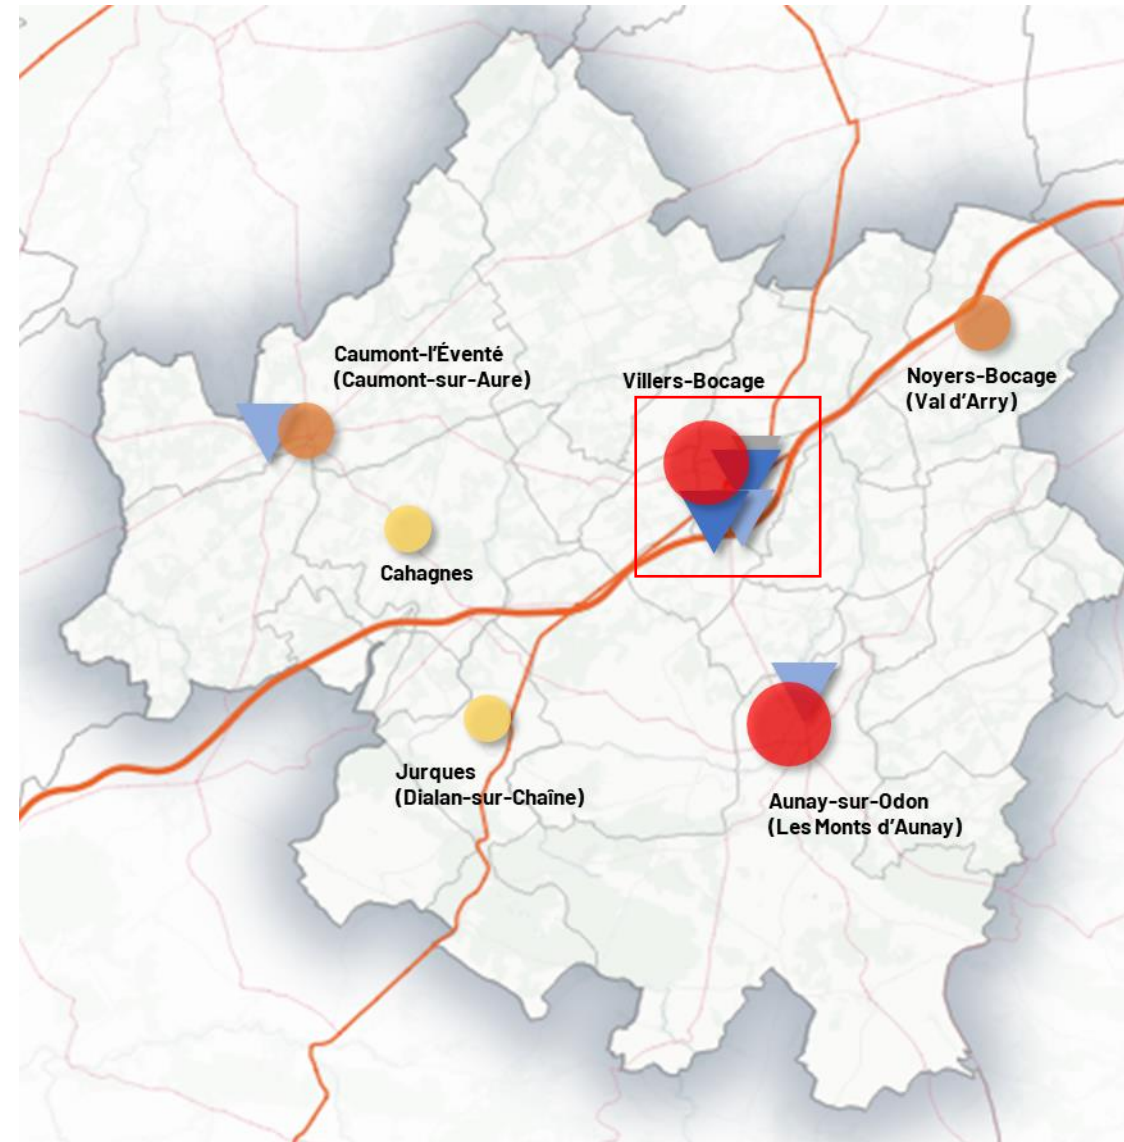 Caumont-l'Éventé
(Caumont-sur-Aure)
Villers-Bocage
Noyers-Bocage
(Val d'Arry)
Cahagnes
Jurques
(Dialan-sur-Chaîne)
Aunay-sur-Odon
(Les Monts d'Aunay)